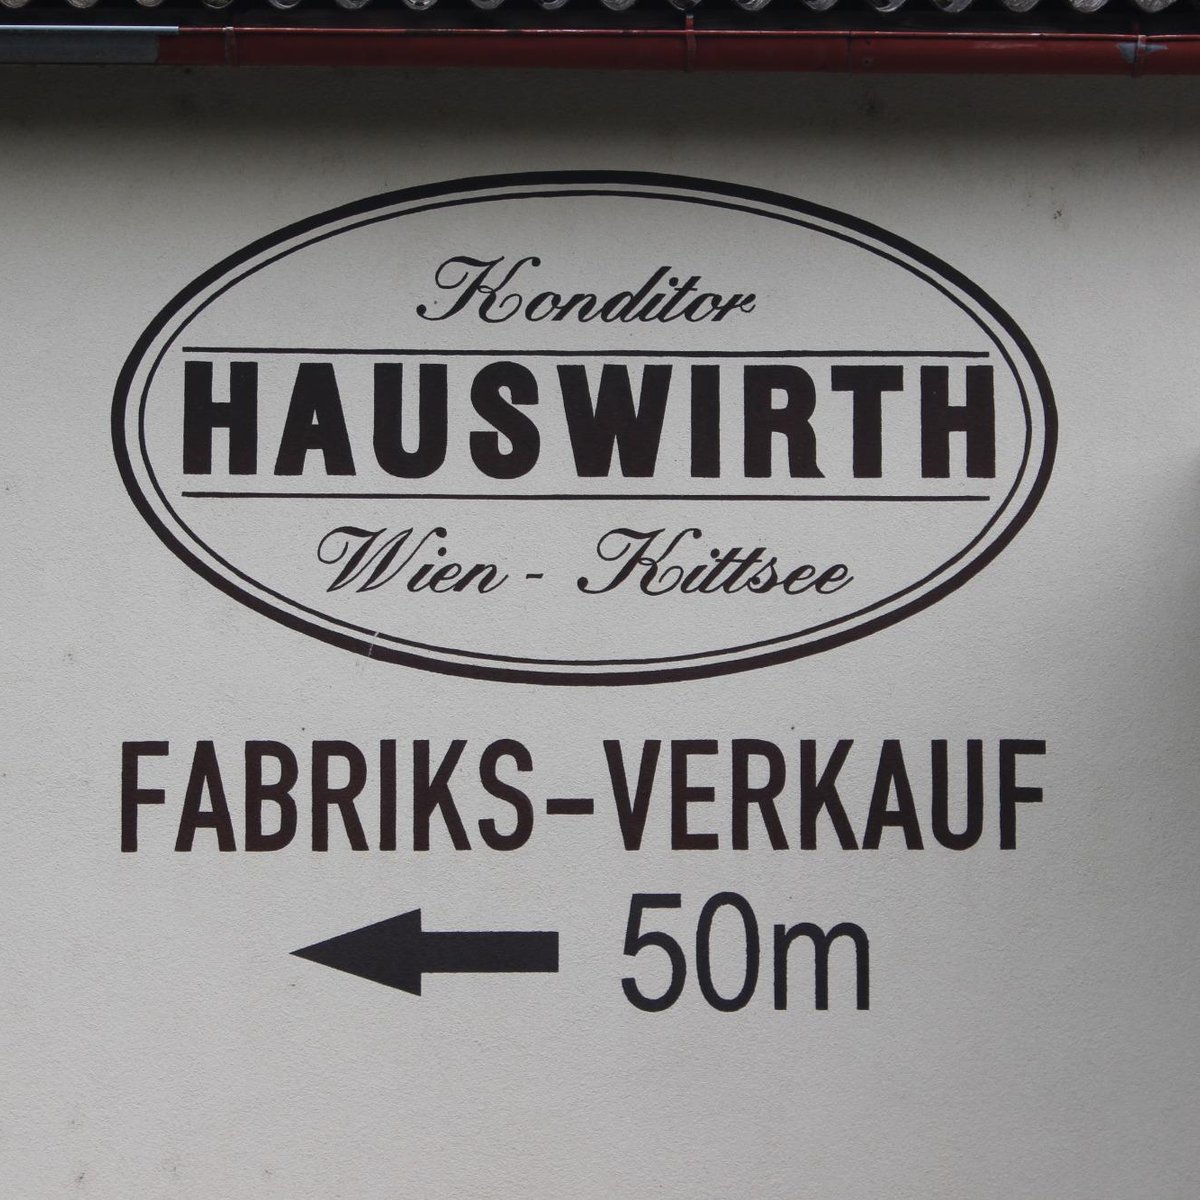 Konditor
HAUSWIRTH
Wien - Kittsee
FABRIKS-VERKAUF
50m